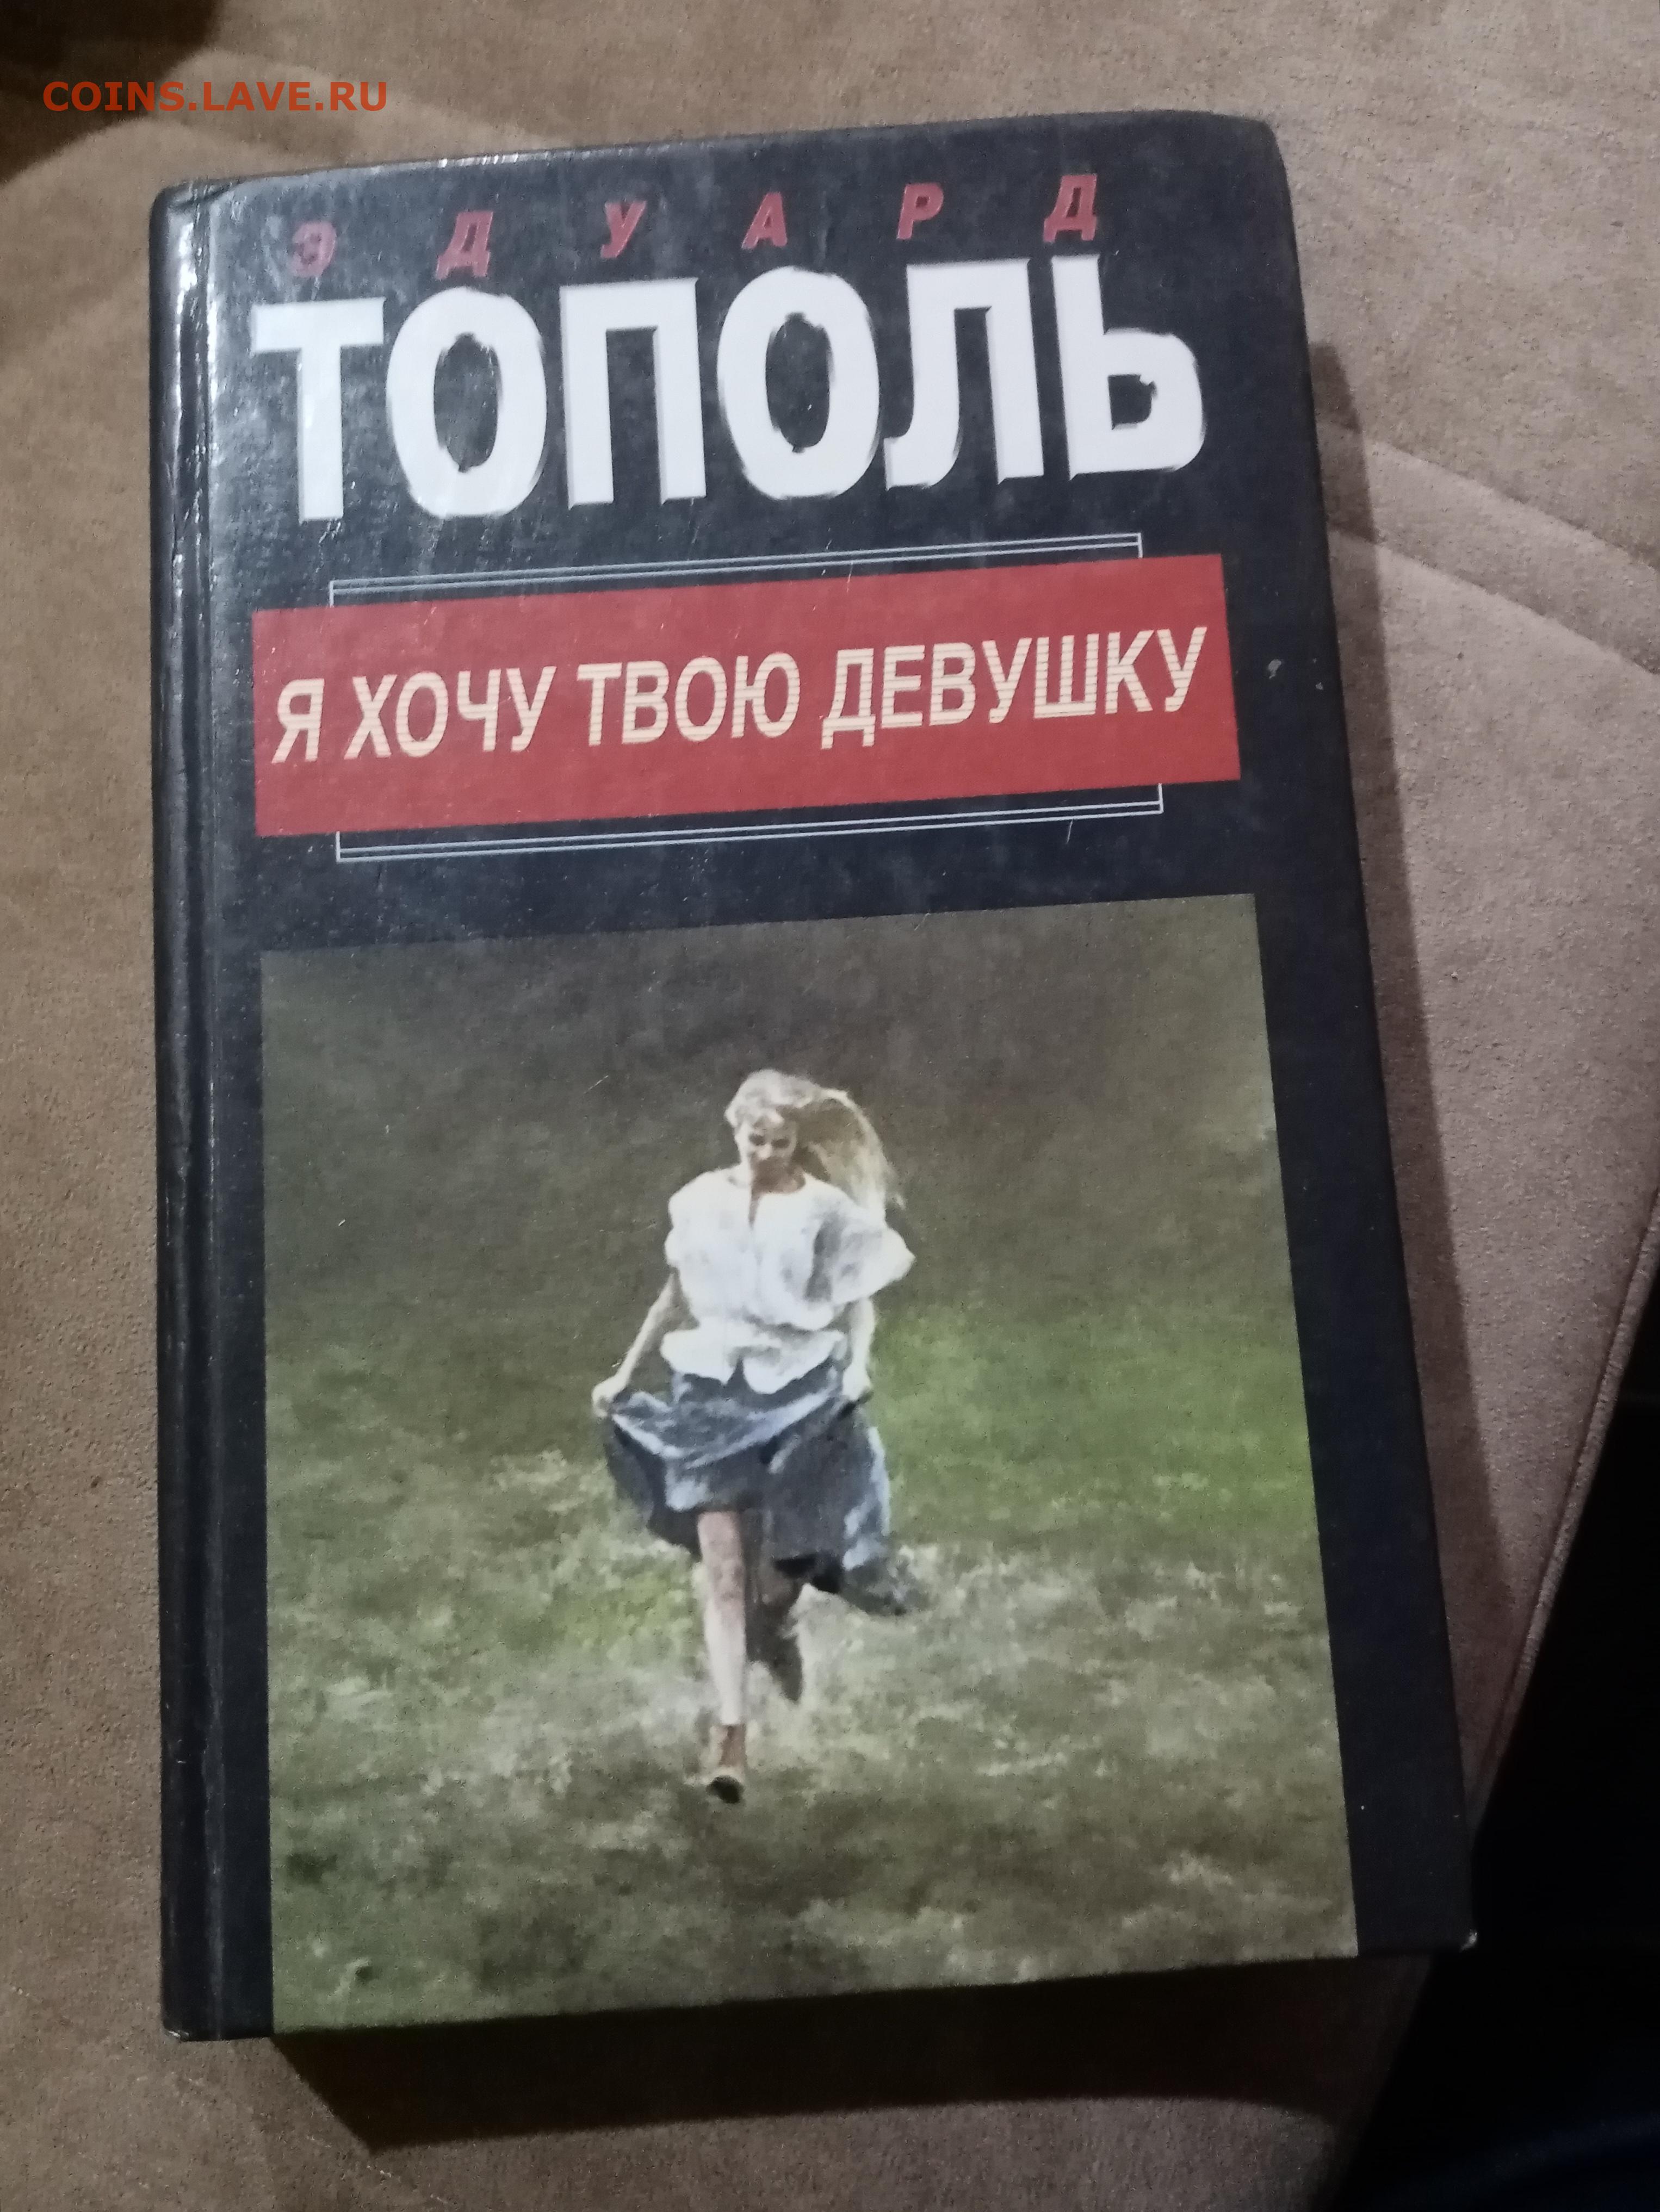 COINS.LAVE.RU
ЭДУАРД
ТОПОЛЬ
Я ХОЧУ ТВОЮ ДЕВУШКУ